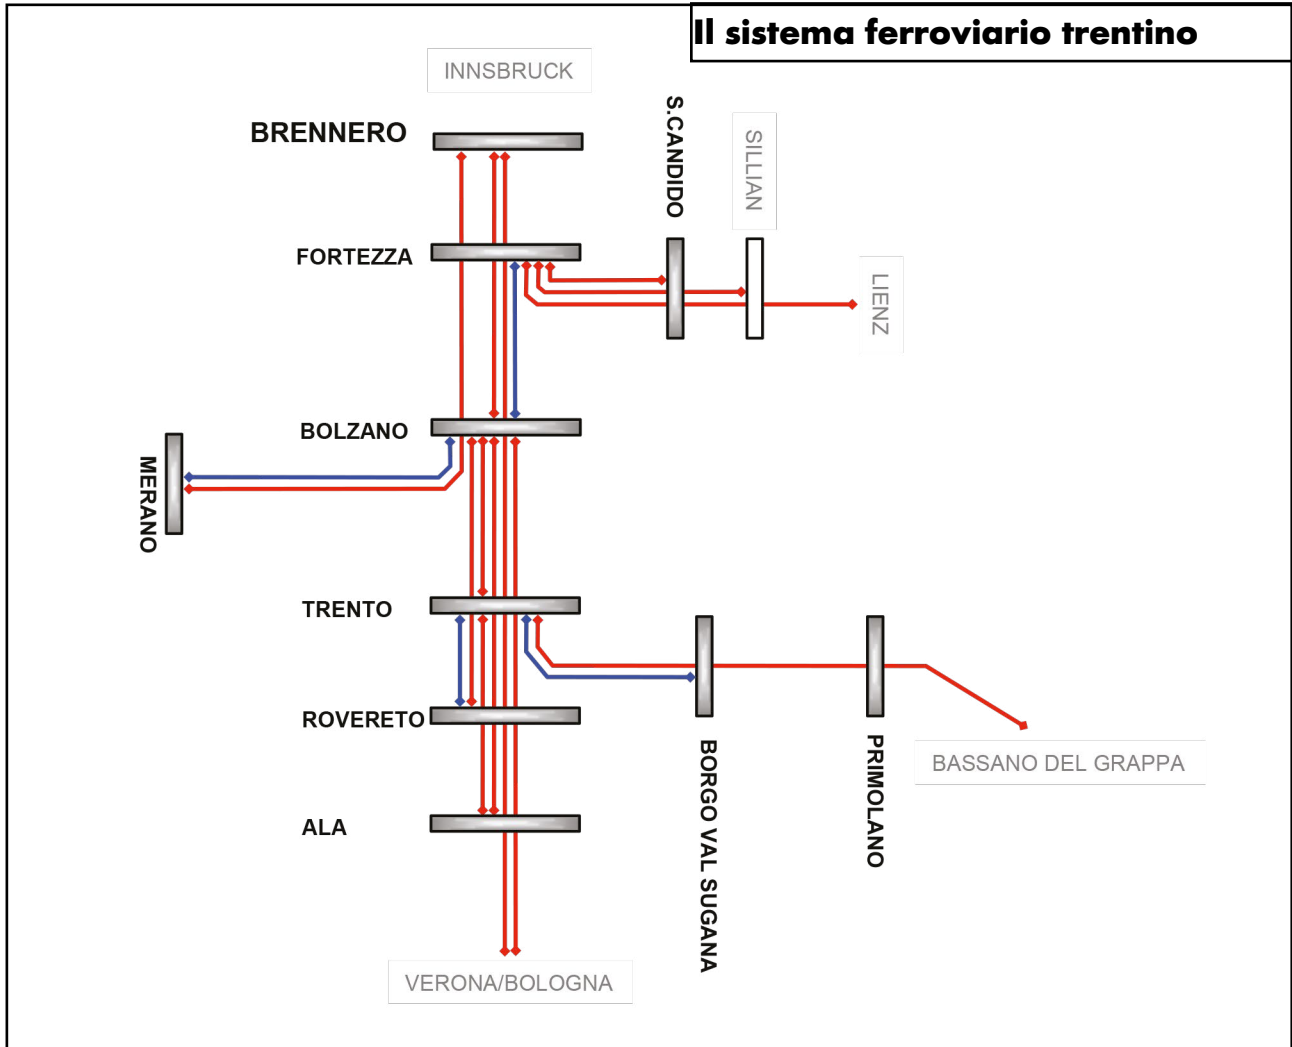 Il sistema ferroviario trentino
INNSBRUCK
BRENNERO
S.CANDIDO
SILLIAN
FORTEZZA
LIENZ
BOLZANO
MERANO
TRENTO
ROVERETO
BORGO VAL SUGANA
PRIMOLANO
BASSANO DEL GRAPPA
ALA
VERONA/BOLOGNA